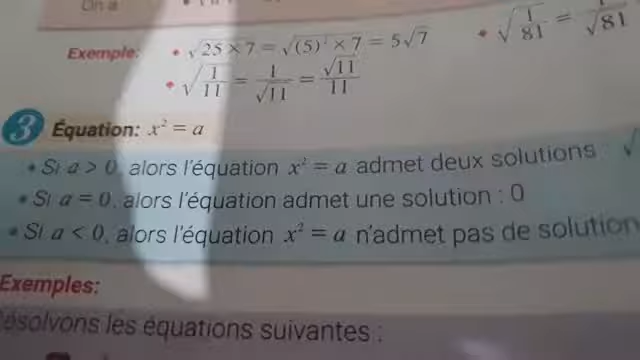 On a
Exemple: • √25 × 7 = √(5)² × 7 = 5√7 • √1/81 = 1/√81
• √1/11 = 1/√11 = √11/11
3 Équation: x² = a
• Si a > 0, alors l'équation x² = a admet deux solutions : √
• Si a = 0, alors l'équation admet une solution : 0
• Si a < 0, alors l'équation x² = a n'admet pas de solution
Exemples:
Résolvons les équations suivantes :